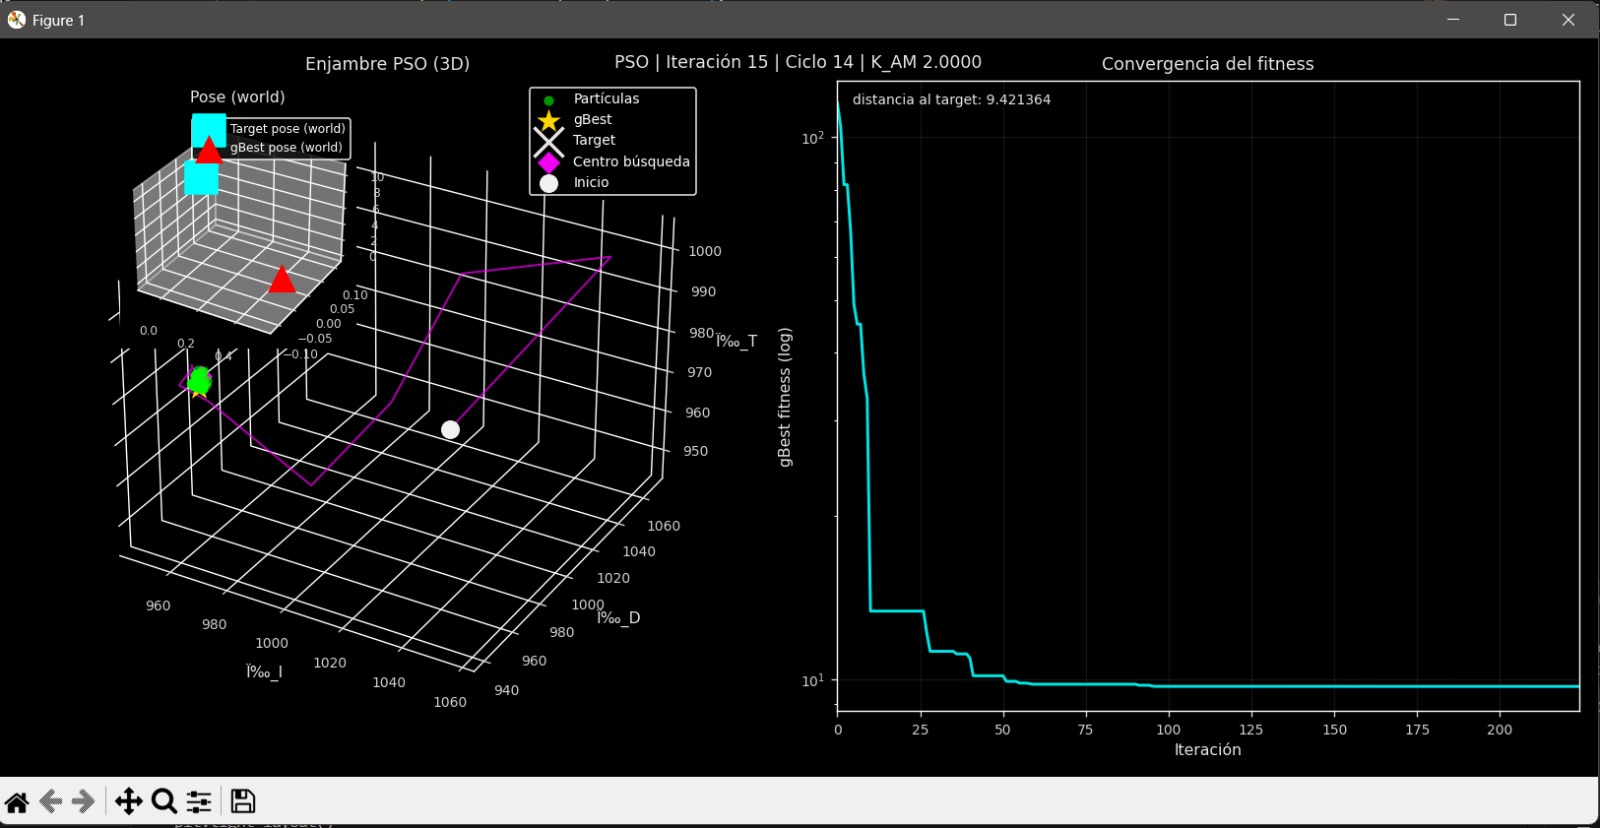 Figure 1
Enjambre PSO (3D)
PSO | Iteración 15 | Ciclo 14 | K_AM 2.0000
Convergencia del fitness
Pose (world)
Target pose (world)
gBest pose (world)
Partículas
gBest
Target
Centro búsqueda
Inicio
10
8
6
4
2
0
0.10
0.05
0.00
−0.05
−0.10
0.0
0.2
0.4
1000
990
980
970
960
950
Ï‰_T
1060
1040
1020
1000
980
960
940
Ï‰_D
960
980
1000
1020
1040
1060
Ï‰_I
distancia al target: 9.421364
10²
10¹
gBest fitness (log)
0
25
50
75
100
125
150
175
200
Iteración